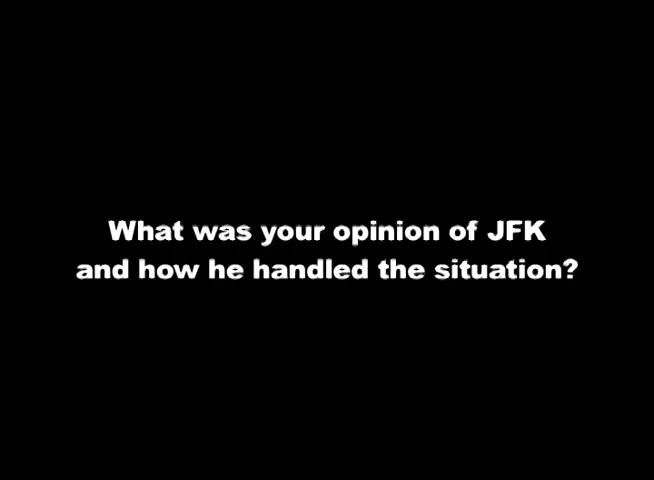 What was your opinion of JFK
and how he handled the situation?